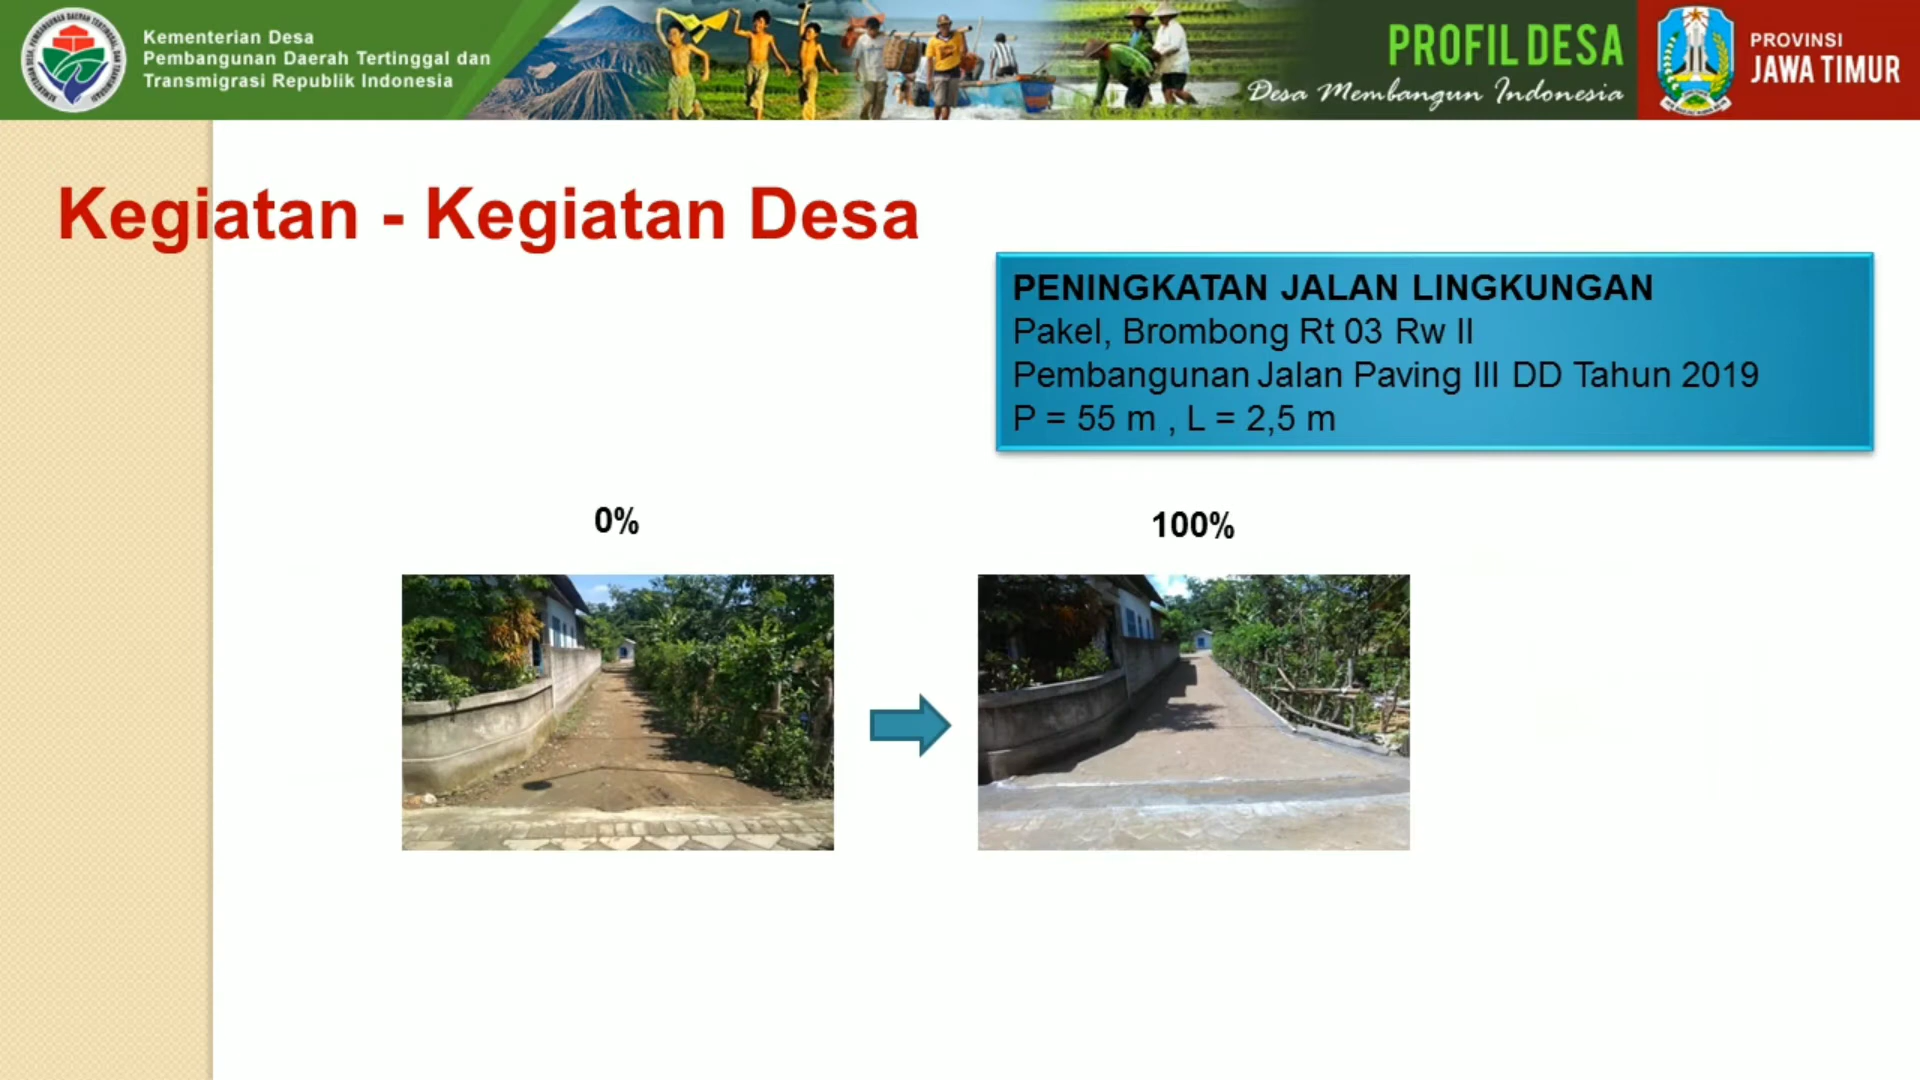 Kementerian Desa
Pembangunan Daerah Tertinggal dan
Transmigrasi Republik Indonesia
PROFIL DESA
Desa Membangun Indonesia
PROVINSI
JAWA TIMUR
Kegiatan - Kegiatan Desa
PENINGKATAN JALAN LINGKUNGAN
Pakel, Brombong Rt 03 Rw II
Pembangunan Jalan Paving III DD Tahun 2019
P = 55 m , L = 2,5 m
0%
100%